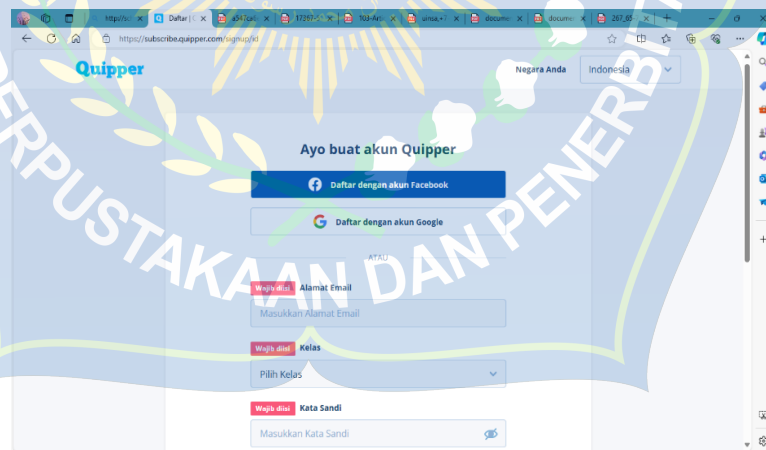 Daftar |
https://subscribe.quipper.com/signup/id
Quipper
Negara Anda
Indonesia
Ayo buat akun Quipper
Daftar dengan akun Facebook
Daftar dengan akun Google
ATAU
Wajib diisi Alamat Email
Masukkan Alamat Email
Wajib diisi Kelas
Pilih Kelas
Wajib diisi Kata Sandi
Masukkan Kata Sandi
PERPUSTAKAAN DAN PENERBIT